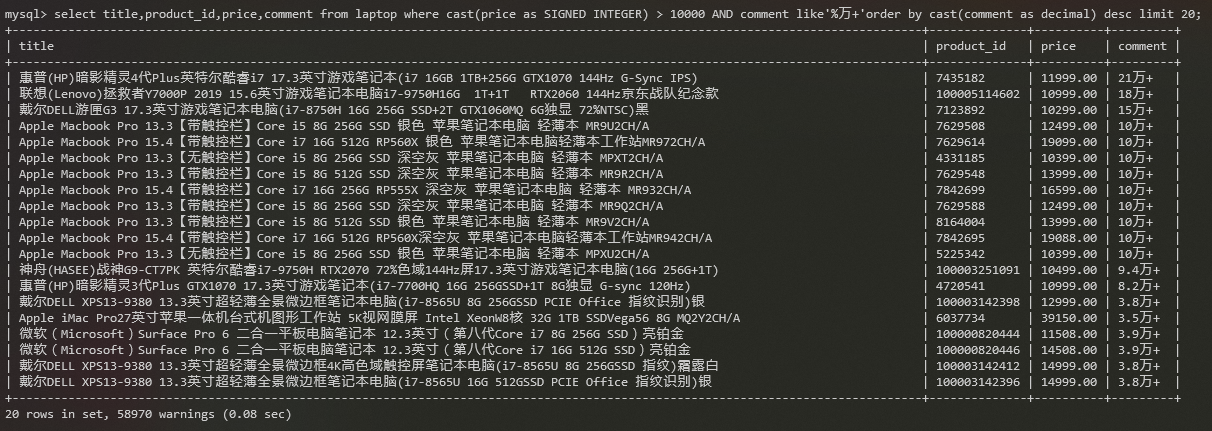 mysql> select title,product_id,price,comment from laptop where cast(price as SIGNED INTEGER) > 10000 AND comment like'%万+'order by cast(comment as decimal) desc limit 20;
| title | product_id | price | comment |
| 惠普(HP)暗影精灵4代Plus英特尔酷睿i7 17.3英寸游戏笔记本(i7 16GB 1TB+256G GTX1070 144Hz G-Sync IPS) | 7435182 | 11999.00 | 21万+ |
| 联想(Lenovo)拯救者Y7000P 2019 15.6英寸游戏笔记本电脑i7-9750H16G  1T+1T   RTX2060 144Hz京东战队纪念款 | 100005114602 | 10999.00 | 18万+ |
| 戴尔DELL游匣G3 17.3英寸游戏笔记本电脑(i7-8750H 16G 256G SSD+2T GTX1060MQ 6G独显 72%NTSC)黑 | 7123892 | 10299.00 | 15万+ |
| Apple Macbook Pro 13.3【带触控栏】Core i5 8G 256G SSD 银色 苹果笔记本电脑 轻薄本 MR9U2CH/A | 7629508 | 12499.00 | 10万+ |
| Apple Macbook Pro 15.4【带触控栏】Core i7 16G 512G RP560X 银色 苹果笔记本电脑轻薄本工作站MR972CH/A | 7629614 | 19099.00 | 10万+ |
| Apple Macbook Pro 13.3【无触控栏】Core i5 8G 256G SSD 深空灰 苹果笔记本电脑 轻薄本 MPXT2CH/A | 4331185 | 10399.00 | 10万+ |
| Apple Macbook Pro 13.3【带触控栏】Core i5 8G 512G SSD 深空灰 苹果笔记本电脑 轻薄本 MR9R2CH/A | 7629548 | 13999.00 | 10万+ |
| Apple Macbook Pro 15.4【带触控栏】Core i7 16G 256G RP555X 深空灰 苹果笔记本电脑 轻薄本 MR932CH/A | 7842699 | 16599.00 | 10万+ |
| Apple Macbook Pro 13.3【带触控栏】Core i5 8G 256G SSD 深空灰 苹果笔记本电脑 轻薄本 MR9Q2CH/A | 7629588 | 12499.00 | 10万+ |
| Apple Macbook Pro 13.3【带触控栏】Core i5 8G 512G SSD 银色 苹果笔记本电脑 轻薄本 MR9V2CH/A | 8164004 | 13999.00 | 10万+ |
| Apple Macbook Pro 15.4【带触控栏】Core i7 16G 512G RP560X深空灰 苹果笔记本电脑轻薄本工作站MR942CH/A | 7842695 | 19088.00 | 10万+ |
| Apple Macbook Pro 13.3【无触控栏】Core i5 8G 256G SSD 银色 苹果笔记本电脑 轻薄本 MPXU2CH/A | 5225342 | 10399.00 | 10万+ |
| 神舟(HASEE)战神G9-CT7PK 英特尔酷睿i7-9750H RTX2070 72%色域144Hz屏17.3英寸游戏笔记本电脑(16G 256G+1T) | 100003251091 | 10499.00 | 9.4万+ |
| 惠普(HP)暗影精灵3代Plus GTX1070 17.3英寸游戏笔记本电脑(i7-7700HQ 16G 256GSSD+1T 8G独显 G-sync 120Hz) | 4720541 | 10999.00 | 8.2万+ |
| 戴尔DELL XPS13-9380 13.3英寸超轻薄全景微边框笔记本电脑(i7-8565U 8G 256GSSD PCIE Office 指纹识别)银 | 100003142398 | 12999.00 | 3.8万+ |
| Apple iMac Pro27英寸苹果一体机台式机图形工作站 5K视网膜屏 Intel XeonW8核 32G 1TB SSDVega56 8G MQ2Y2CH/A | 6037734 | 39150.00 | 3.5万+ |
| 微软（Microsoft）Surface Pro 6 二合一平板电脑笔记本 12.3英寸（第八代Core i7 8G 256G SSD）亮铂金 | 100000820444 | 11508.00 | 3.9万+ |
| 微软（Microsoft）Surface Pro 6 二合一平板电脑笔记本 12.3英寸（第八代Core i7 16G 512G SSD）亮铂金 | 100000820446 | 14508.00 | 3.9万+ |
| 戴尔DELL XPS13-9380 13.3英寸超轻薄全景微边框4K高色域触控屏笔记本电脑(i7-8565U 8G 256GSSD 指纹)霜露白 | 100003142412 | 14999.00 | 3.8万+ |
| 戴尔DELL XPS13-9380 13.3英寸超轻薄全景微边框笔记本电脑(i7-8565U 16G 512GSSD PCIE Office 指纹识别)银 | 100003142396 | 14999.00 | 3.8万+ |
20 rows in set, 58970 warnings (0.08 sec)